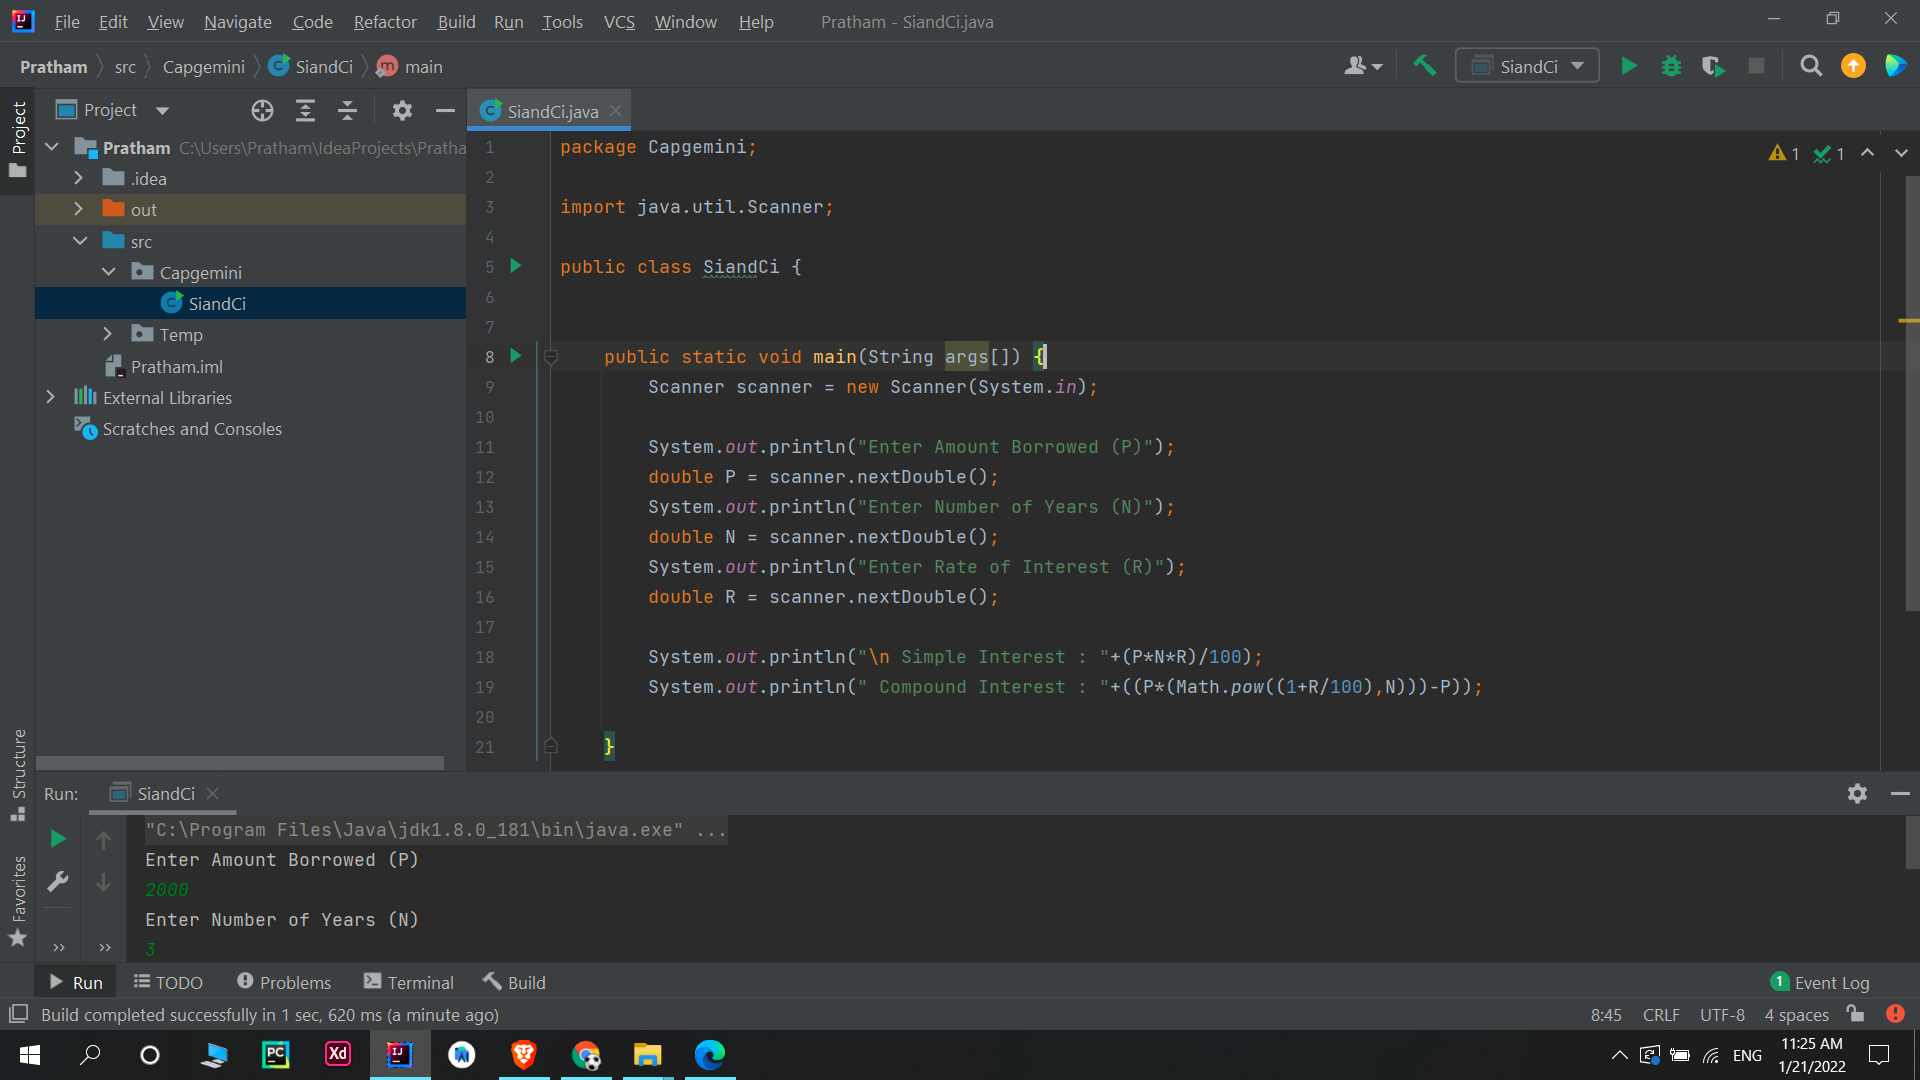 File Edit View Navigate Code Refactor Build Run Tools VCS Window Help Pratham - SiandCi.java
Pratham src Capgemini SiandCi main SiandCi
Project Project SiandCi.java
Pratham C:\Users\Pratham\IdeaProjects\Pratha
.idea
out
src
Capgemini
SiandCi
Temp
Pratham.iml
External Libraries
Scratches and Consoles
1 package Capgemini;
1 1
2
3 import java.util.Scanner;
4
5 public class SiandCi {
6
7
8 public static void main(String args[]) {
9 Scanner scanner = new Scanner(System.in);
10
11 System.out.println("Enter Amount Borrowed (P)");
12 double P = scanner.nextDouble();
13 System.out.println("Enter Number of Years (N)");
14 double N = scanner.nextDouble();
15 System.out.println("Enter Rate of Interest (R)");
16 double R = scanner.nextDouble();
17
18 System.out.println("\n Simple Interest : "+(P*N*R)/100);
19 System.out.println(" Compound Interest : "+((P*(Math.pow((1+R/100),N)))-P));
20
21 }
Structure
Favorites
Run: SiandCi
"C:\Program Files\Java\jdk1.8.0_181\bin\java.exe" ...
Enter Amount Borrowed (P)
2000
Enter Number of Years (N)
3
Run TODO Problems Terminal Build 1 Event Log
Build completed successfully in 1 sec, 620 ms (a minute ago) 8:45 CRLF UTF-8 4 spaces
PC Xd IJ ENG 11:25 AM
1/21/2022